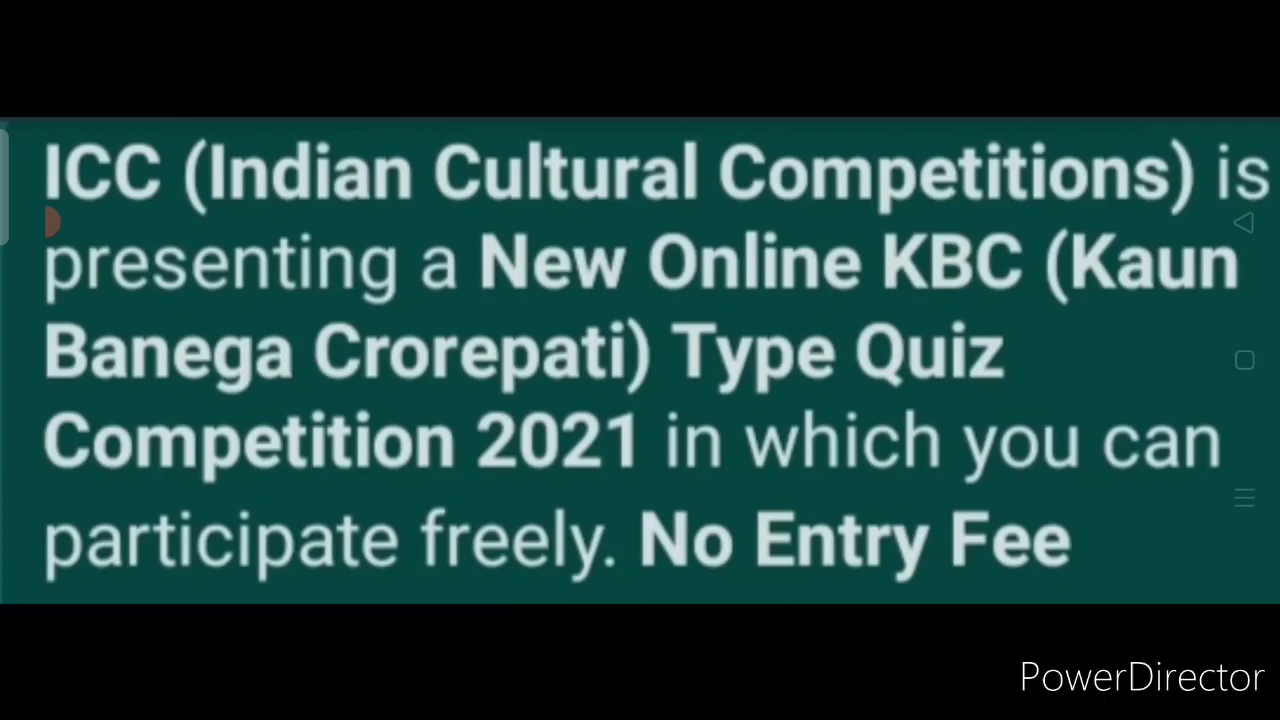 ICC (Indian Cultural Competitions) is
presenting a New Online KBC (Kaun
Banega Crorepati) Type Quiz
Competition 2021 in which you can
participate freely. No Entry Fee
PowerDirector